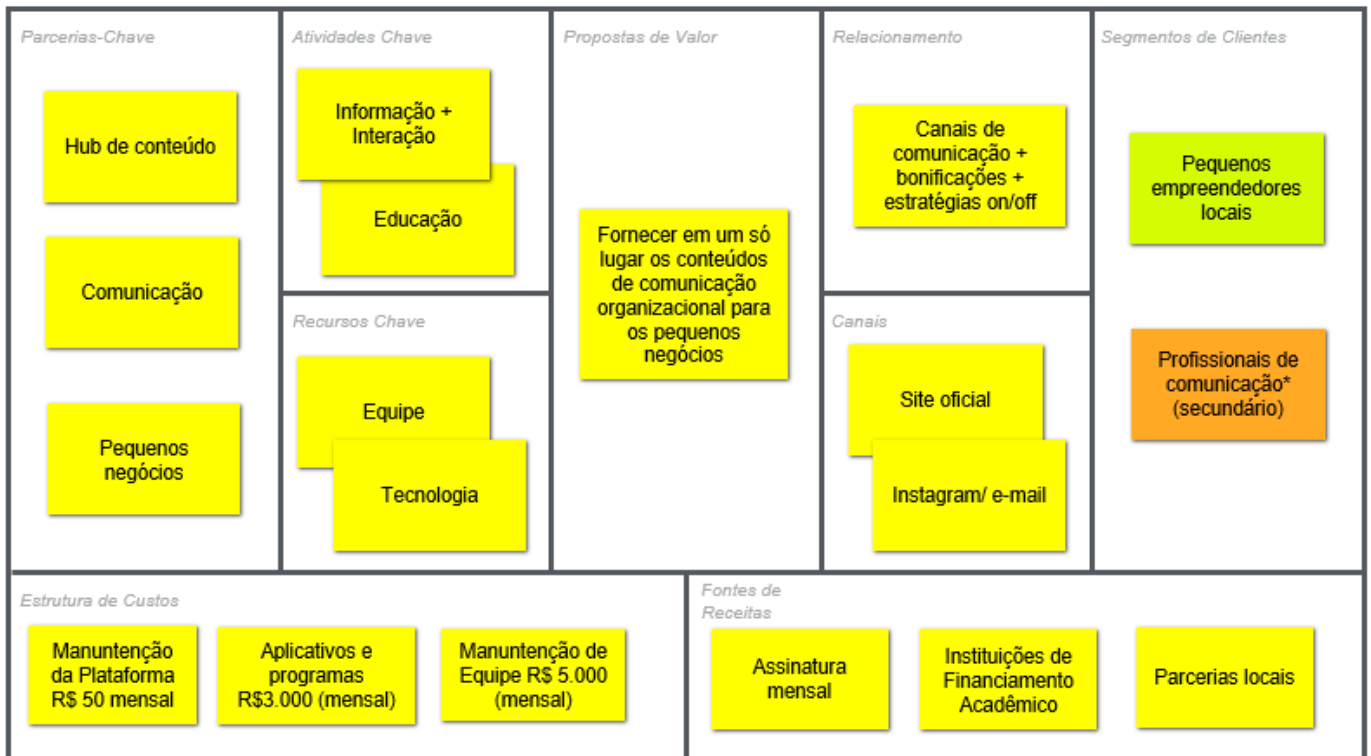 Parcerias-Chave
Hub de conteúdo
Comunicação
Pequenos
negócios
Atividades Chave
Informação +
Interação
Educação
Recursos Chave
Equipe
Tecnologia
Propostas de Valor
Fornecer em um só
lugar os conteúdos
de comunicação
organizacional para
os pequenos
negócios
Relacionamento
Canais de
comunicação +
bonificações +
estratégias on/off
Canais
Site oficial
Instagram/ e-mail
Segmentos de Clientes
Pequenos
empreendedores
locais
Profissionais de
comunicação*
(secundário)
Estrutura de Custos
Manuntenção
da Plataforma
R$ 50 mensal
Aplicativos e
programas
R$3.000 (mensal)
Manuntenção de
Equipe R$ 5.000
(mensal)
Fontes de
Receitas
Assinatura
mensal
Instituições de
Financiamento
Acadêmico
Parcerias locais